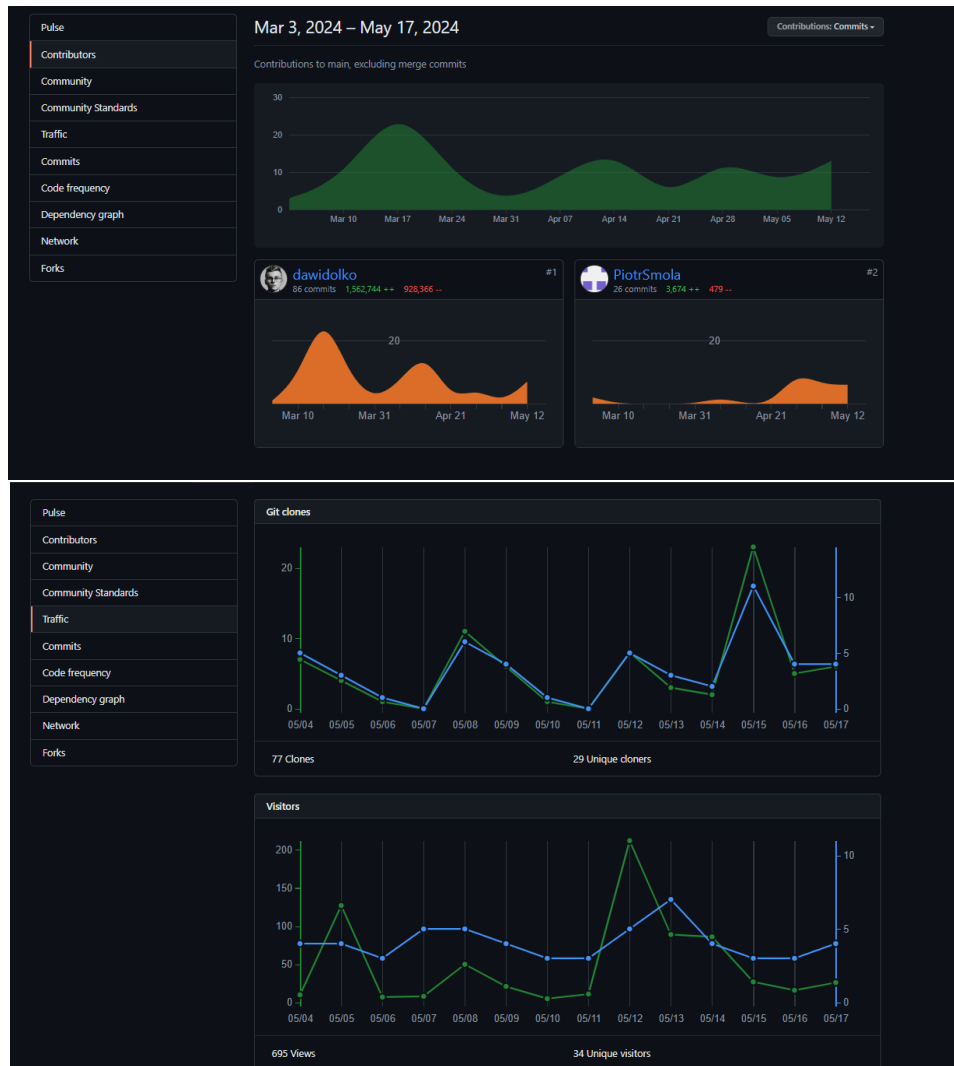 Pulse
Contributors
Community
Community Standards
Traffic
Commits
Code frequency
Dependency graph
Network
Forks
Mar 3, 2024 – May 17, 2024
Contributions: Commits
Contributions to main, excluding merge commits
30
20
10
0
Mar 10 Mar 17 Mar 24 Mar 31 Apr 07 Apr 14 Apr 21 Apr 28 May 05 May 12
dawidolko #1
86 commits 1,562,744 ++ 928,366 --
20
Mar 10 Mar 31 Apr 21 May 12
PiotrSmola #2
26 commits 3,674 ++ 479 --
20
Mar 10 Mar 31 Apr 21 May 12
Pulse
Contributors
Community
Community Standards
Traffic
Commits
Code frequency
Dependency graph
Network
Forks
Git clones
20
10
0
10
5
0
05/04 05/05 05/06 05/07 05/08 05/09 05/10 05/11 05/12 05/13 05/14 05/15 05/16 05/17
77 Clones 29 Unique cloners
Visitors
200
150
100
50
0
10
5
0
05/04 05/05 05/06 05/07 05/08 05/09 05/10 05/11 05/12 05/13 05/14 05/15 05/16 05/17
695 Views 34 Unique visitors